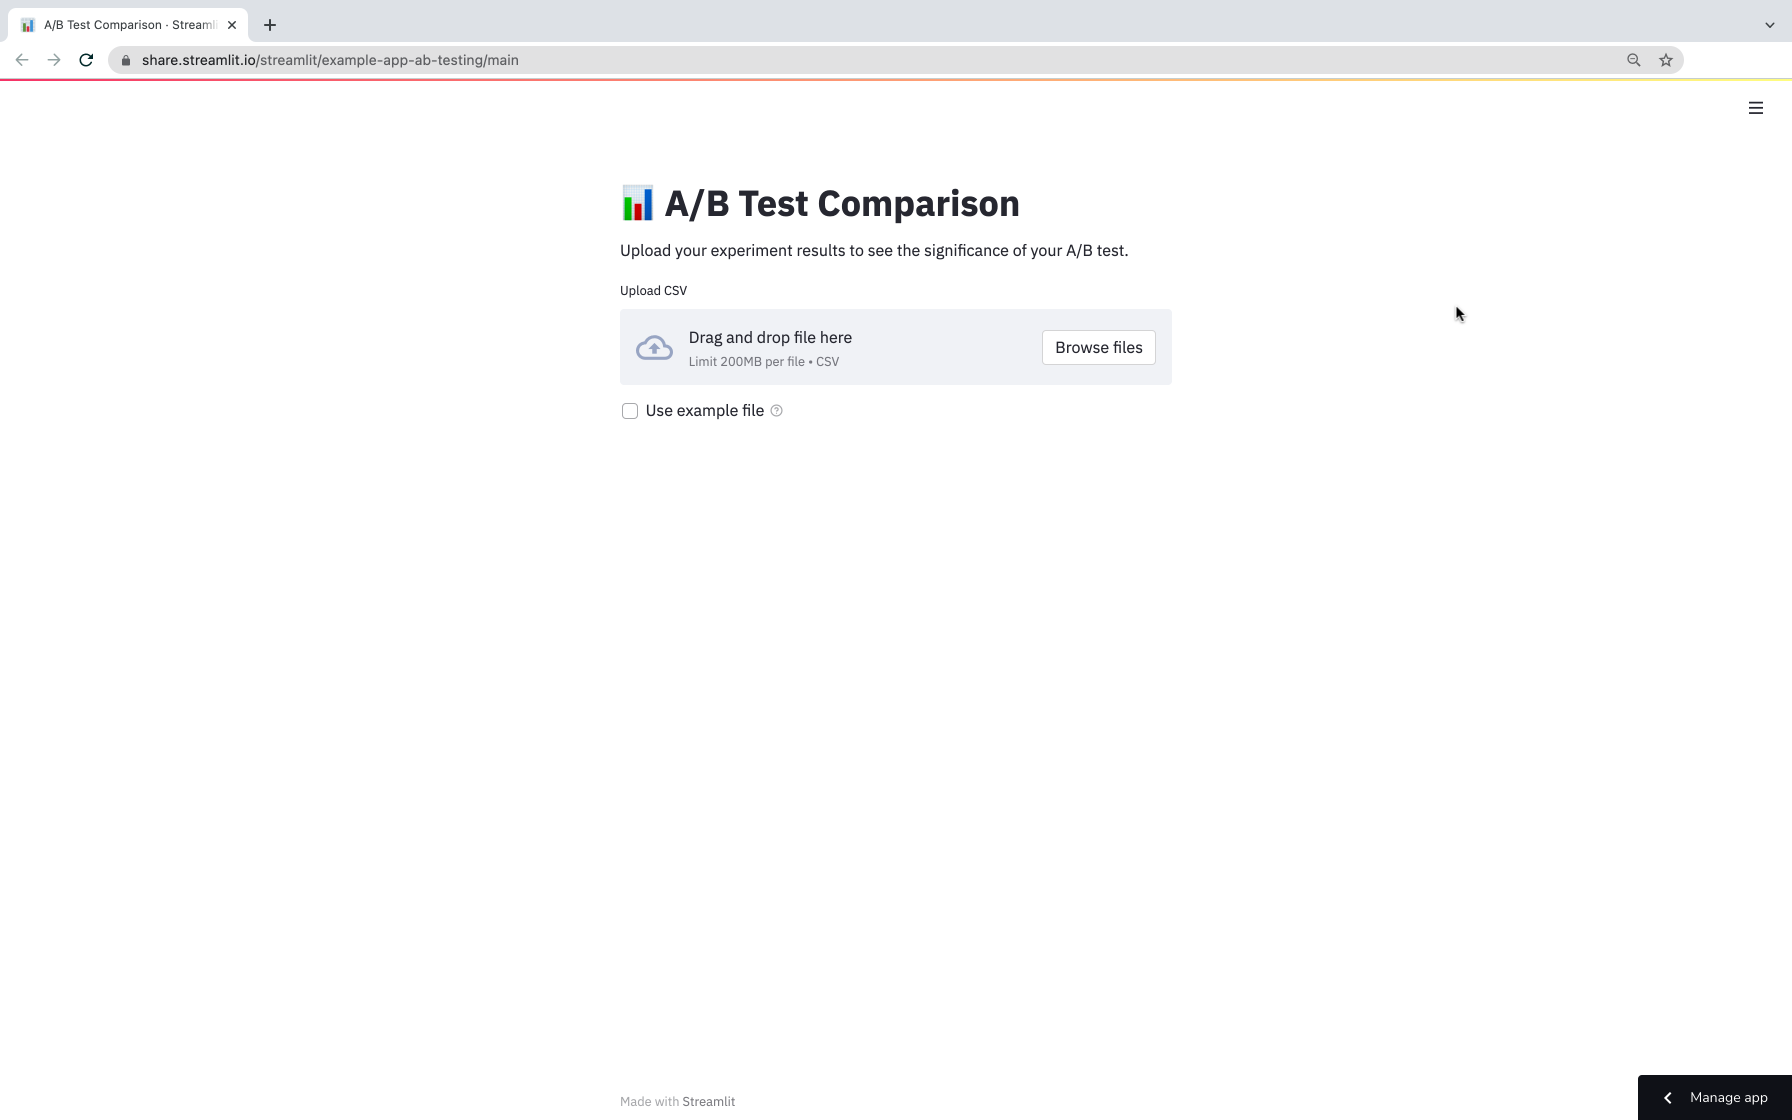 A/B Test Comparison · Streamli
share.streamlit.io/streamlit/example-app-ab-testing/main
A/B Test Comparison
Upload your experiment results to see the significance of your A/B test.
Upload CSV
Drag and drop file here
Limit 200MB per file • CSV
Browse files
Use example file
Made with Streamlit
Manage app